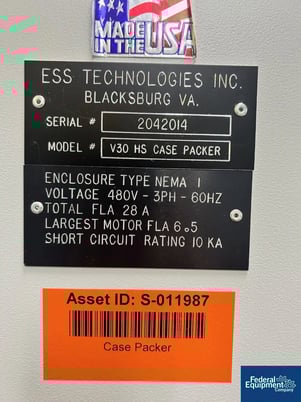 MADE
IN THE USA
ESS TECHNOLOGIES INC.
BLACKSBURG VA.
SERIAL # 2042014
MODEL # V30 HS CASE PACKER
ENCLOSURE TYPE NEMA 1
VOLTAGE 480V - 3PH - 60HZ
TOTAL FLA 28 A
LARGEST MOTOR FLA 6.5
SHORT CIRCUIT RATING 10 KA
Asset ID: S-011987
Case Packer
Federal
Equipment
Company